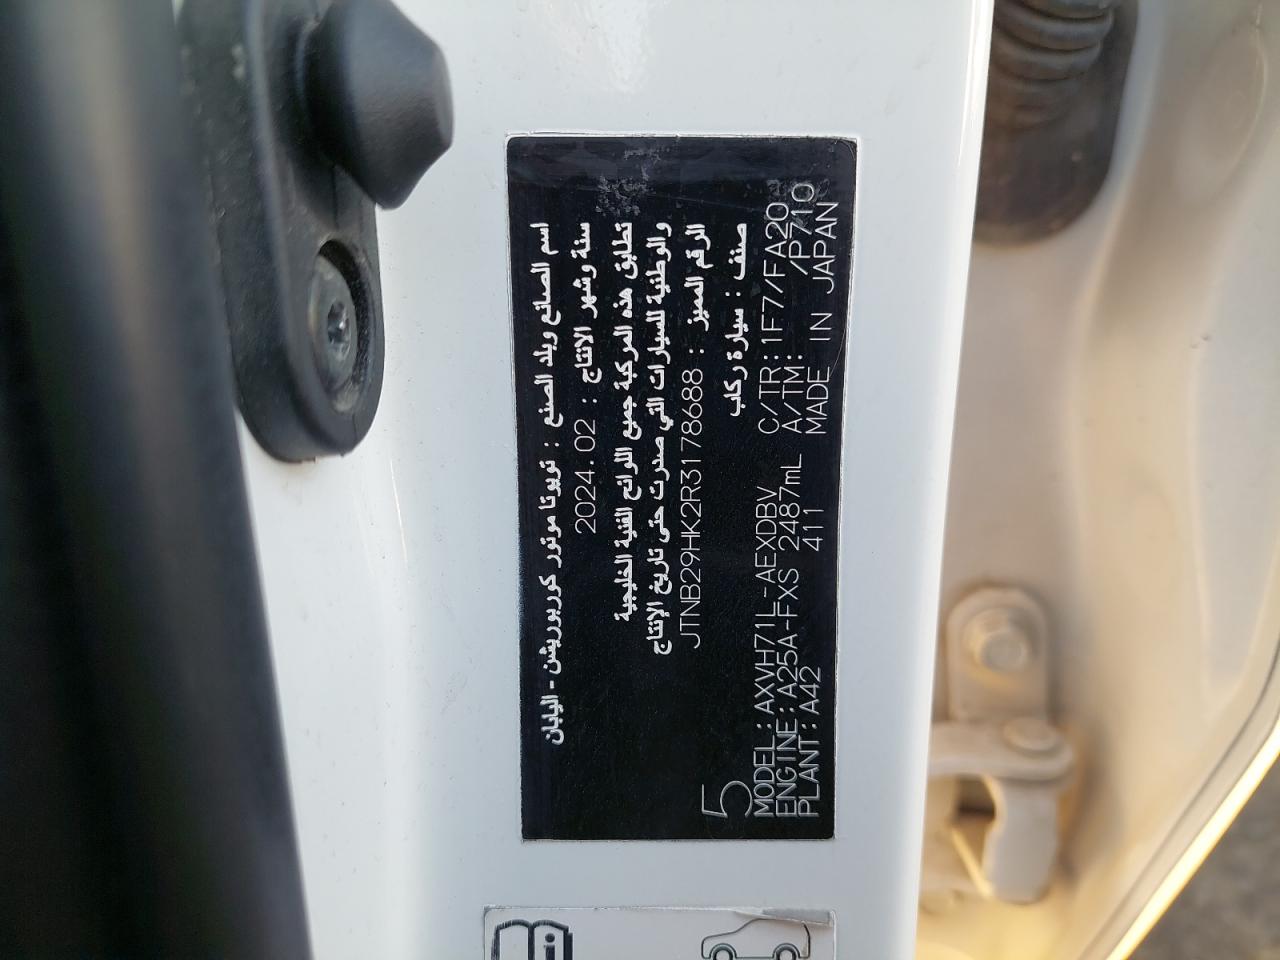 اسم الصانع وبلد الصنع : تويوتا موتور كوربوريشن - اليابان
سنة وشهر الانتاج : 2024.02
تطابق هذه المركبة جميع اللوائح الفنية الخليجية
والوطنية للسيارات التي صدرت حتى تاريخ الإنتاج
الرقم المميز : JTNB29HK2R3178688
صنف : سيارة ركاب
5
MODEL:AXVH71L-AEXDBV C/TR:1F7/FA20
ENGINE:A25A-FXS 2487mL A/TM: /P710
PLANT:A42 411 MADE IN JAPAN
i